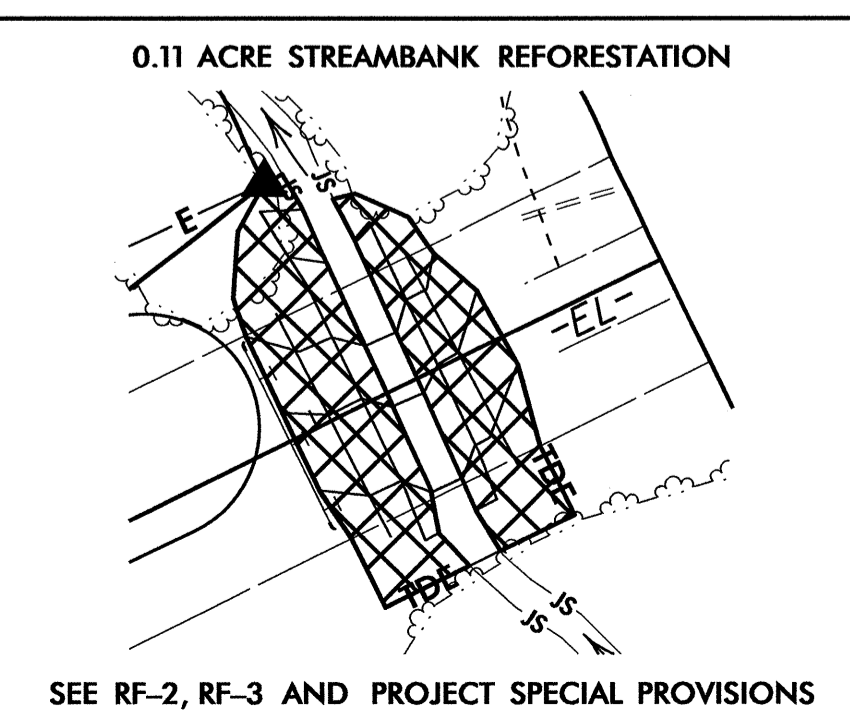 0.11 ACRE STREAMBANK REFORESTATION
JS
E
-EL-
TDE
TDE
JS
JS
SEE RF–2, RF–3 AND PROJECT SPECIAL PROVISIONS